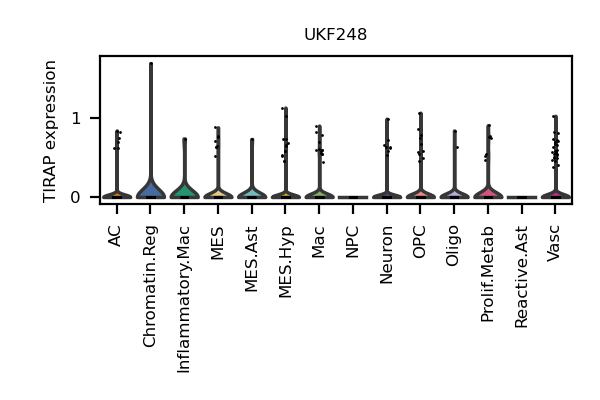 UKF248
TIRAP expression
1
0
AC
Chromatin.Reg
Inflammatory.Mac
MES
MES.Ast
MES.Hyp
Mac
NPC
Neuron
OPC
Oligo
Prolif.Metab
Reactive.Ast
Vasc